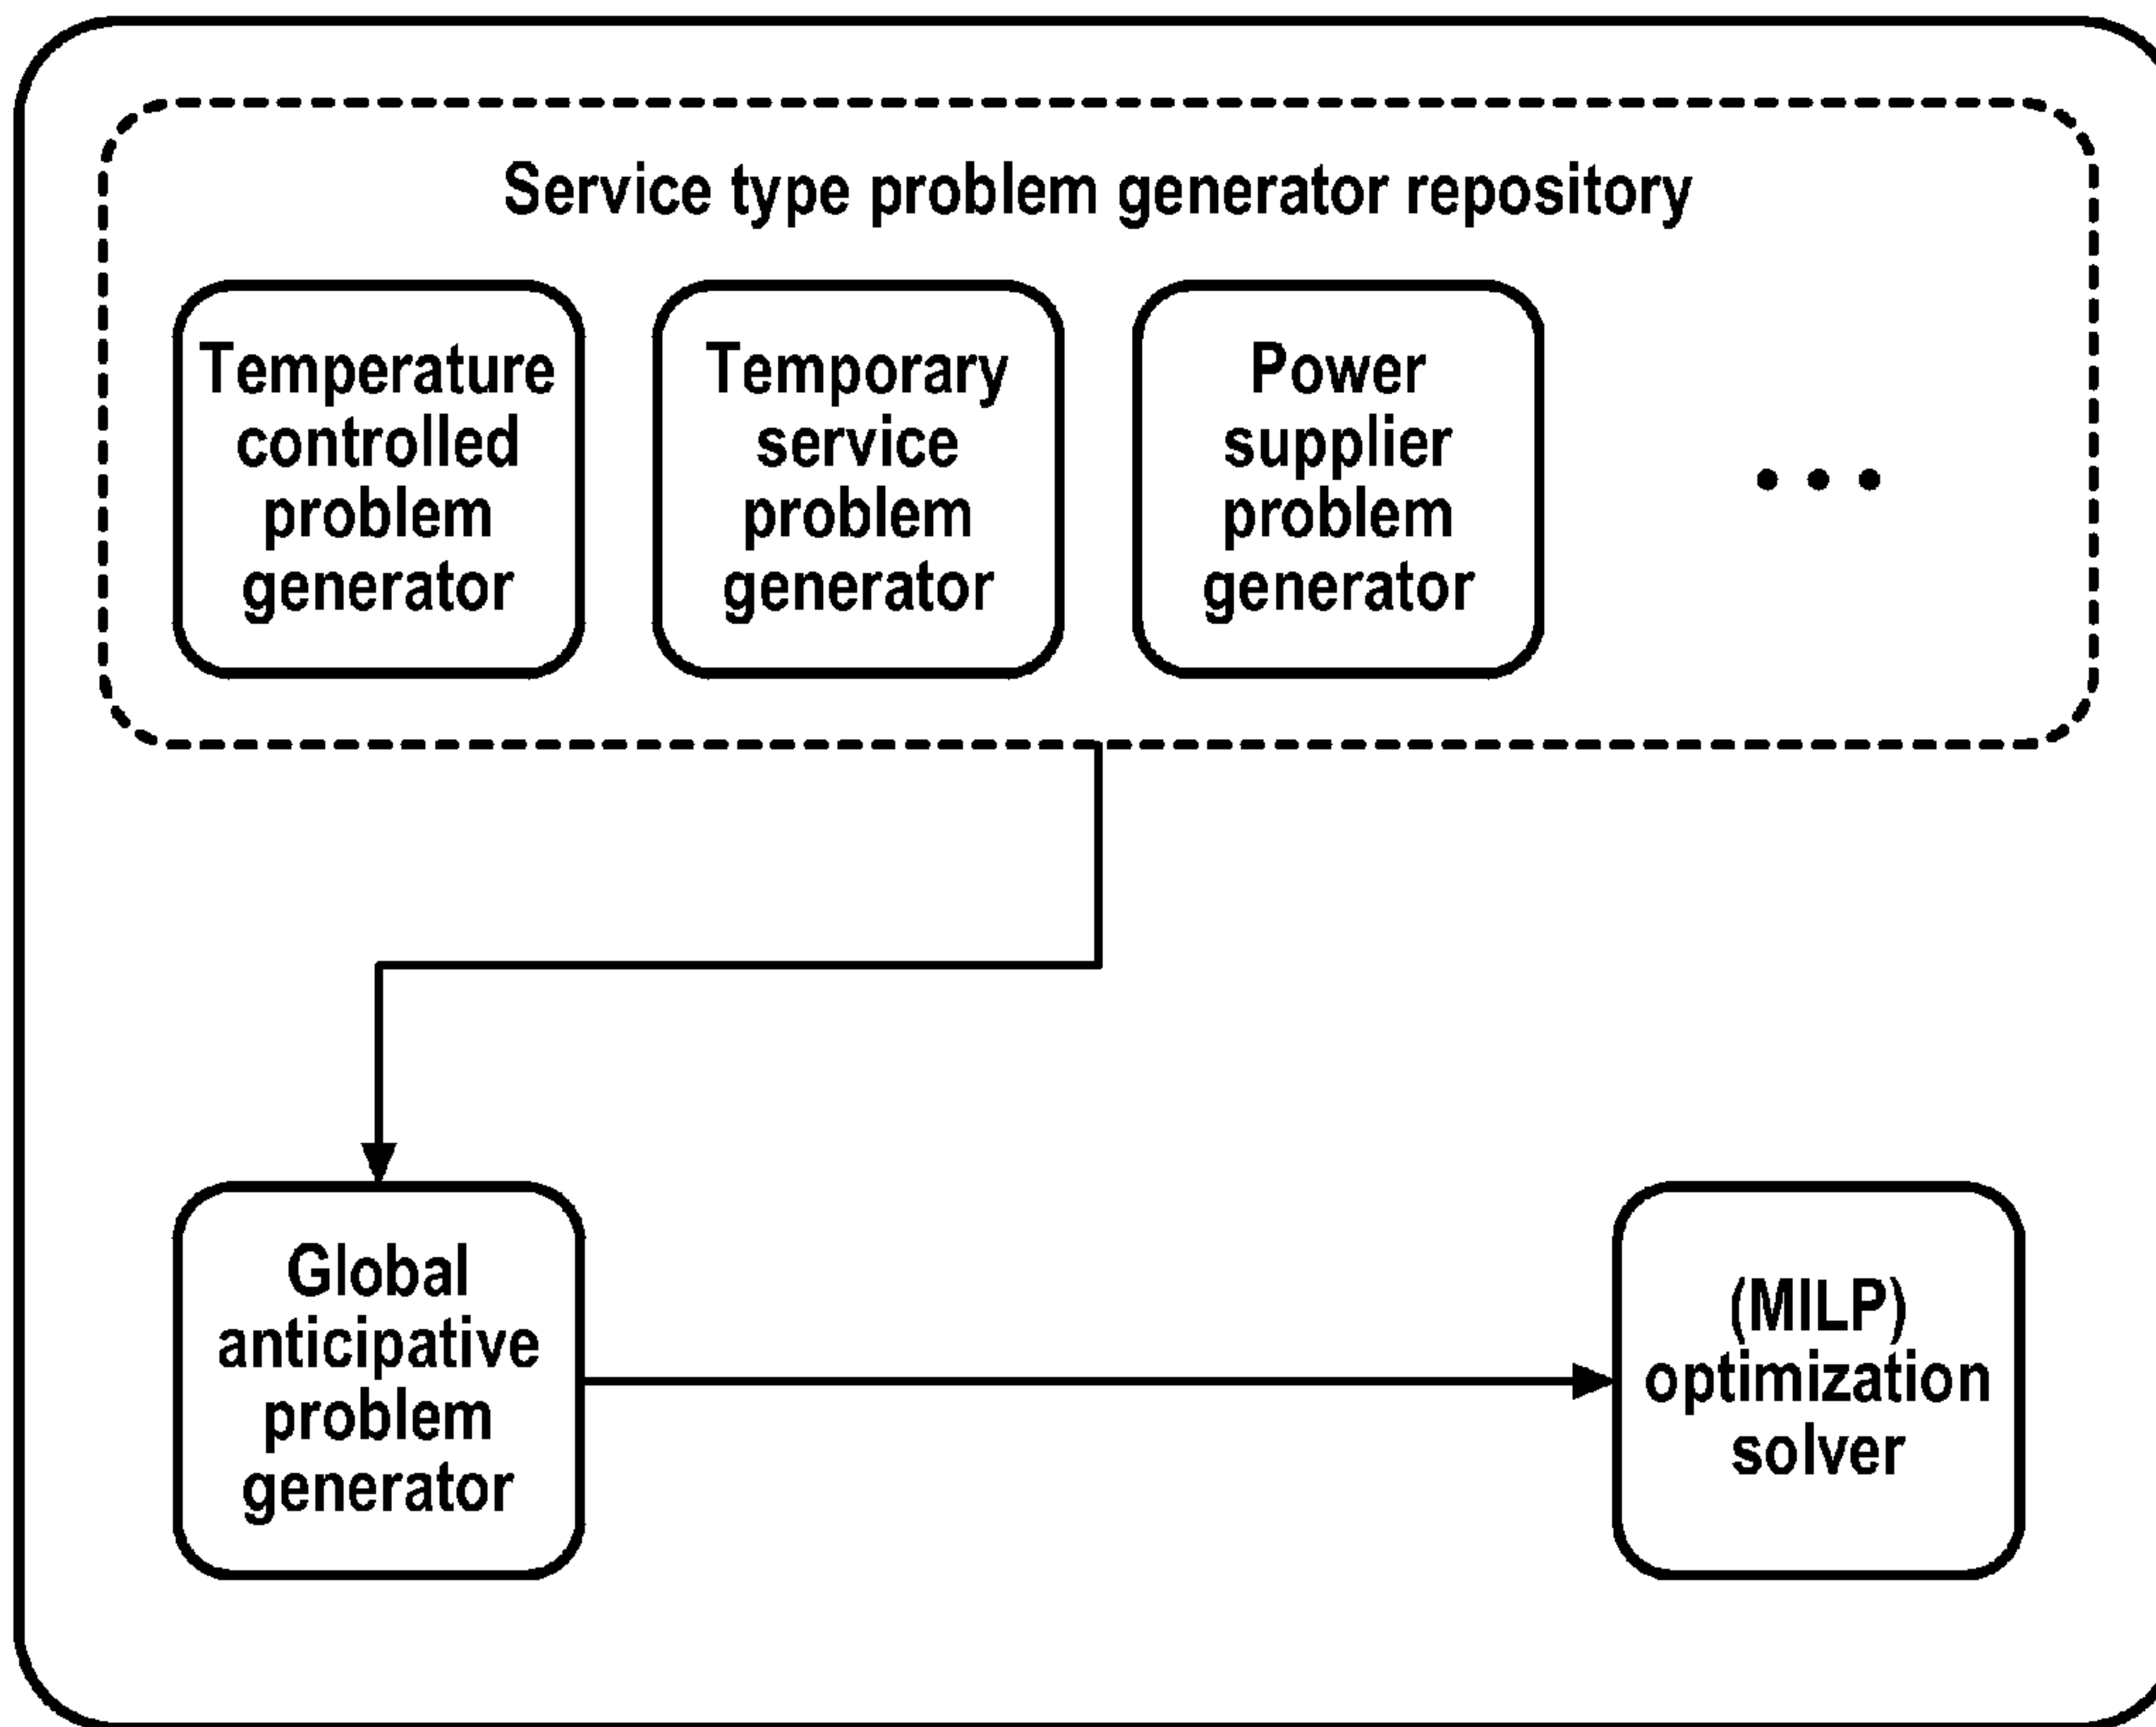 Service type problem generator repository
Temperature
controlled
problem
generator
Temporary
service
problem
generator
Power
supplier
problem
generator
...
Global
anticipative
problem
generator
(MILP)
optimization
solver